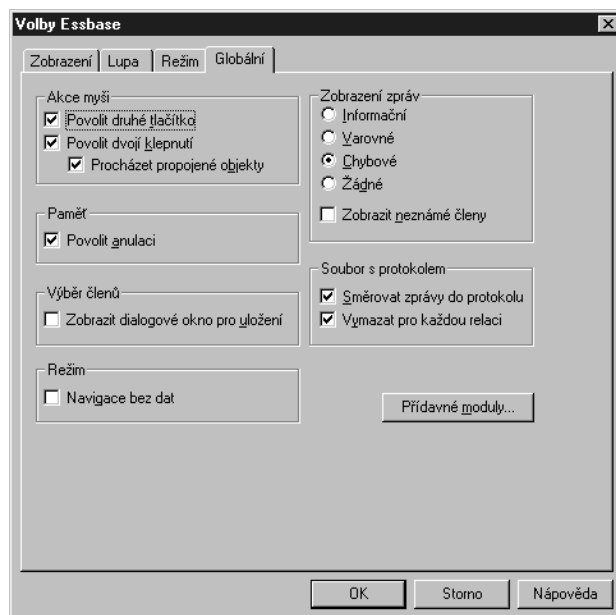 Volby Essbase
Zobrazení
Lupa
Režim
Globální
Akce myši
Povolit druhé tlačítko
Povolit dvojí klepnutí
Procházet propojené objekty
Paměť
Povolit anulaci
Výběr členů
Zobrazit dialogové okno pro uložení
Režim
Navigace bez dat
Zobrazení zpráv
Informační
Varovné
Chybové
Žádné
Zobrazit neznámé členy
Soubor s protokolem
Směrovat zprávy do protokolu
Vymazat pro každou relaci
Přídavné moduly...
OK
Storno
Nápověda